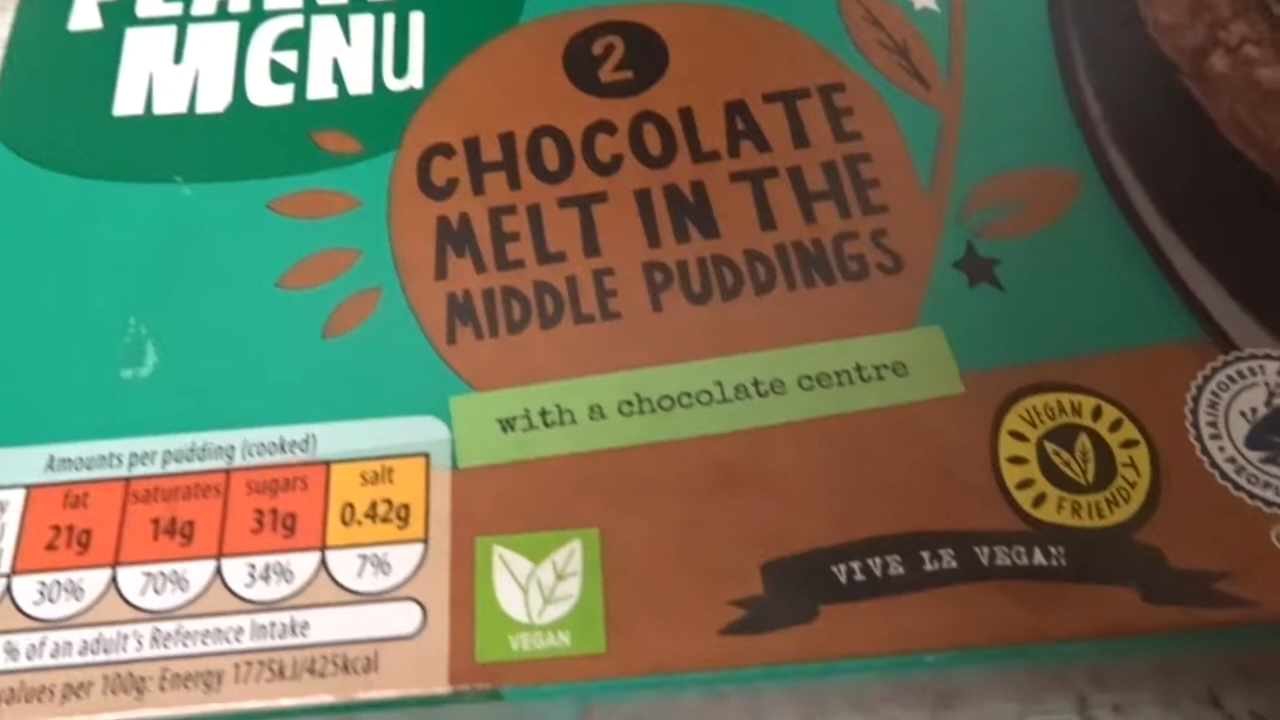 MENU
2
CHOCOLATE
MELT IN THE
MIDDLE PUDDINGS
with a chocolate centre
Amounts per pudding (cooked)
fat saturates sugars salt
21g 14g 31g 0.42g
30% 70% 34% 7%
% of an adult's Reference Intake
values per 100g: Energy 1775kJ/425kcal
VEGAN
VEGAN
FRIENDLY
VIVE LE VEGAN
RAINFOREST